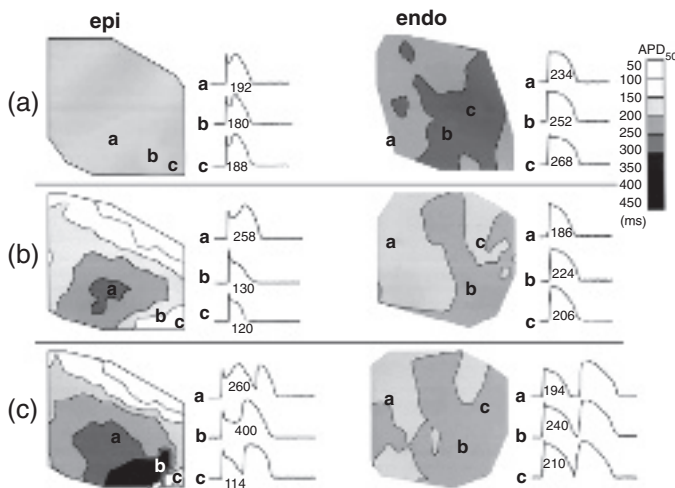 epi endo
APD50
50
100
150
200
250
300
350
400
450
(ms)
(a)
a 192
b 180
c 188
a b c
a 234
b 252
c 268
a b c
(b)
a 258
b 130
c 120
a b c
a 186
b 224
c 206
a b c
(c)
a 260
b 400
c 114
a b c
a 194
b 240
c 210
a b c